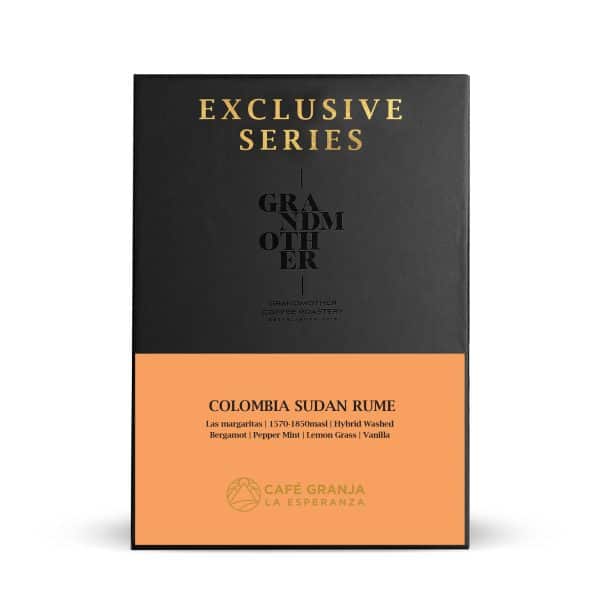 EXCLUSIVE
SERIES
GRA
NDM
OTH
ER
GRANDMOTHER
COFFEE ROASTERY
COLOMBIA SUDAN RUME
Las margaritas | 1570-1850masl | Hybrid Washed
Bergamot | Pepper Mint | Lemon Grass | Vanilla
CAFÉ GRANJA
LA ESPERANZA